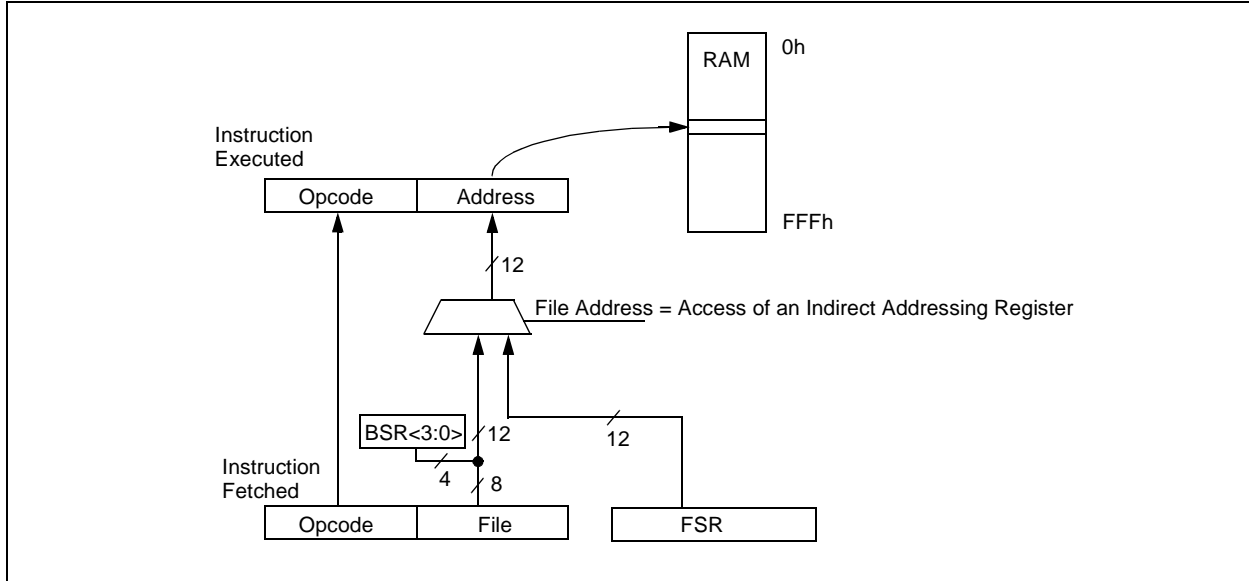 RAM
0h
Instruction
Executed
Opcode
Address
FFFh
12
File Address = Access of an Indirect Addressing Register
BSR<3:0>
12
12
4
Instruction
Fetched
8
Opcode
File
FSR